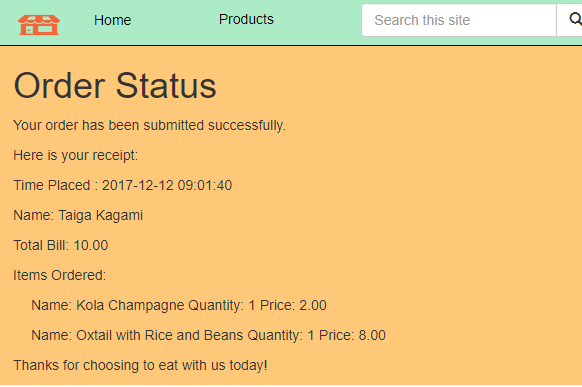 Home Products Search this site
Order Status
Your order has been submitted successfully.
Here is your receipt:
Time Placed : 2017-12-12 09:01:40
Name: Taiga Kagami
Total Bill: 10.00
Items Ordered:
Name: Kola Champagne Quantity: 1 Price: 2.00
Name: Oxtail with Rice and Beans Quantity: 1 Price: 8.00
Thanks for choosing to eat with us today!